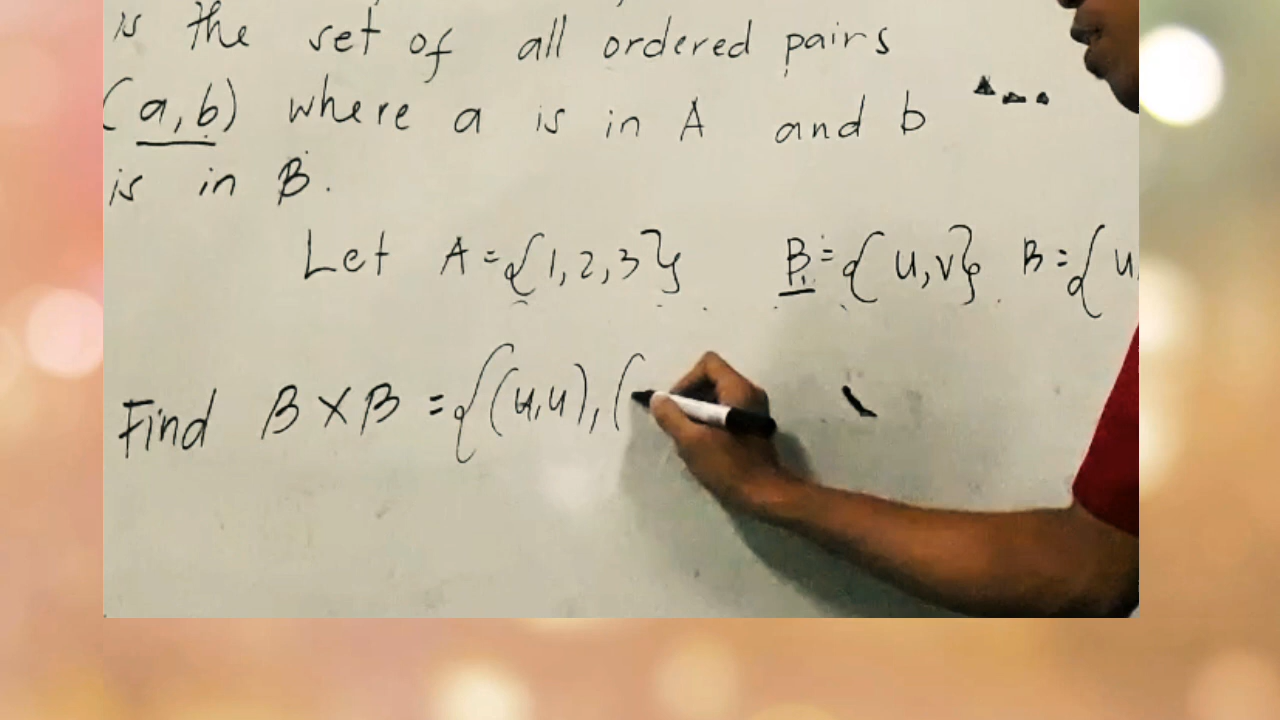 is the set of all ordered pairs
(a,b) where a is in A and b
is in B.
Let A={1,2,3} B={u,v} B={u,
Find B×B={(u,u),(